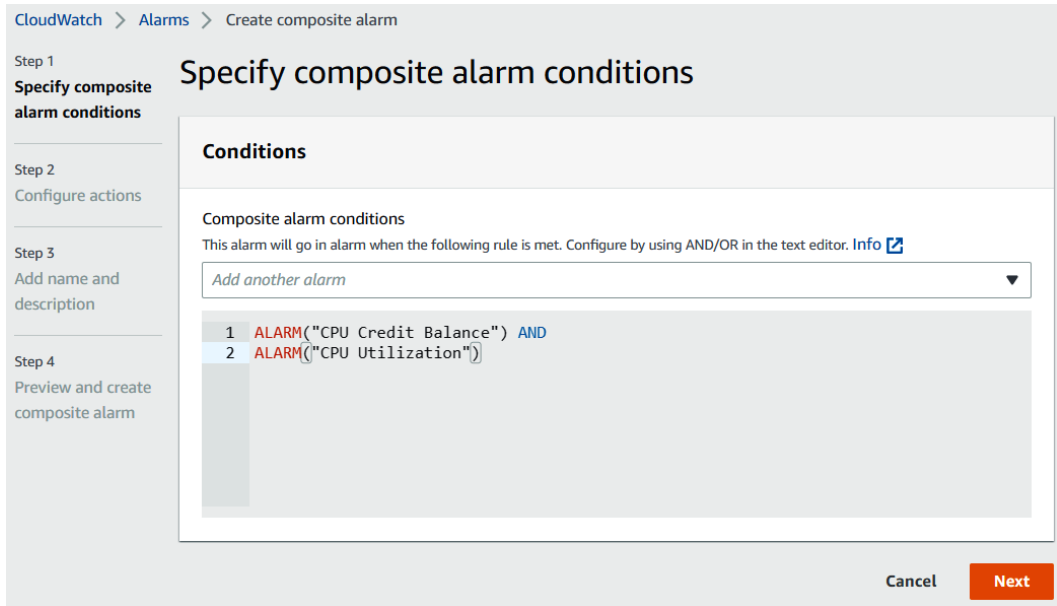 CloudWatch > Alarms > Create composite alarm
Step 1
Specify composite
alarm conditions
Step 2
Configure actions
Step 3
Add name and
description
Step 4
Preview and create
composite alarm
Specify composite alarm conditions
Conditions
Composite alarm conditions
This alarm will go in alarm when the following rule is met. Configure by using AND/OR in the text editor. Info
Add another alarm
1 ALARM("CPU Credit Balance") AND
2 ALARM("CPU Utilization")
Cancel Next